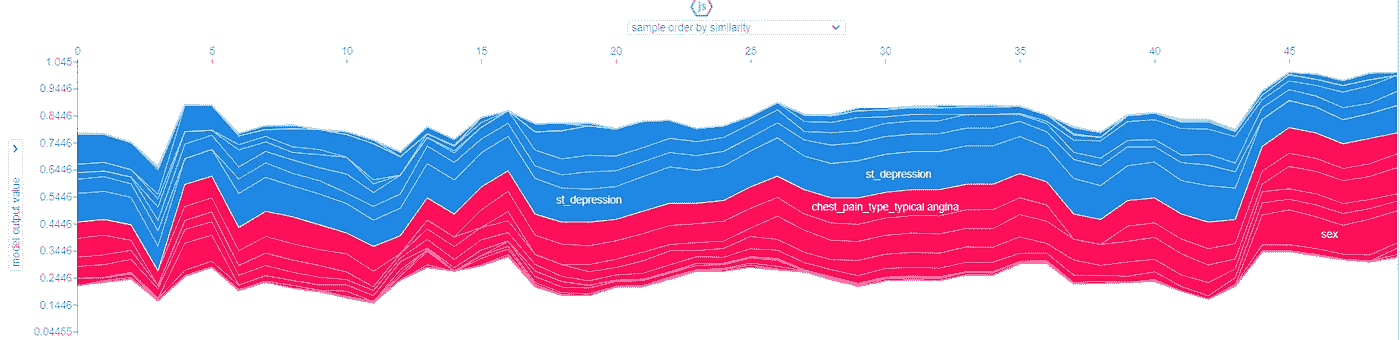 js
sample order by similarity
0 5 10 15 20 25 30 35 40 45
1.045
0.9446
0.8446
0.7446
0.6446
0.5446
0.4446
0.3446
0.2446
0.1446
0.04455
model output value
st_depression
st_depression
chest_pain_type_typical angina
sex